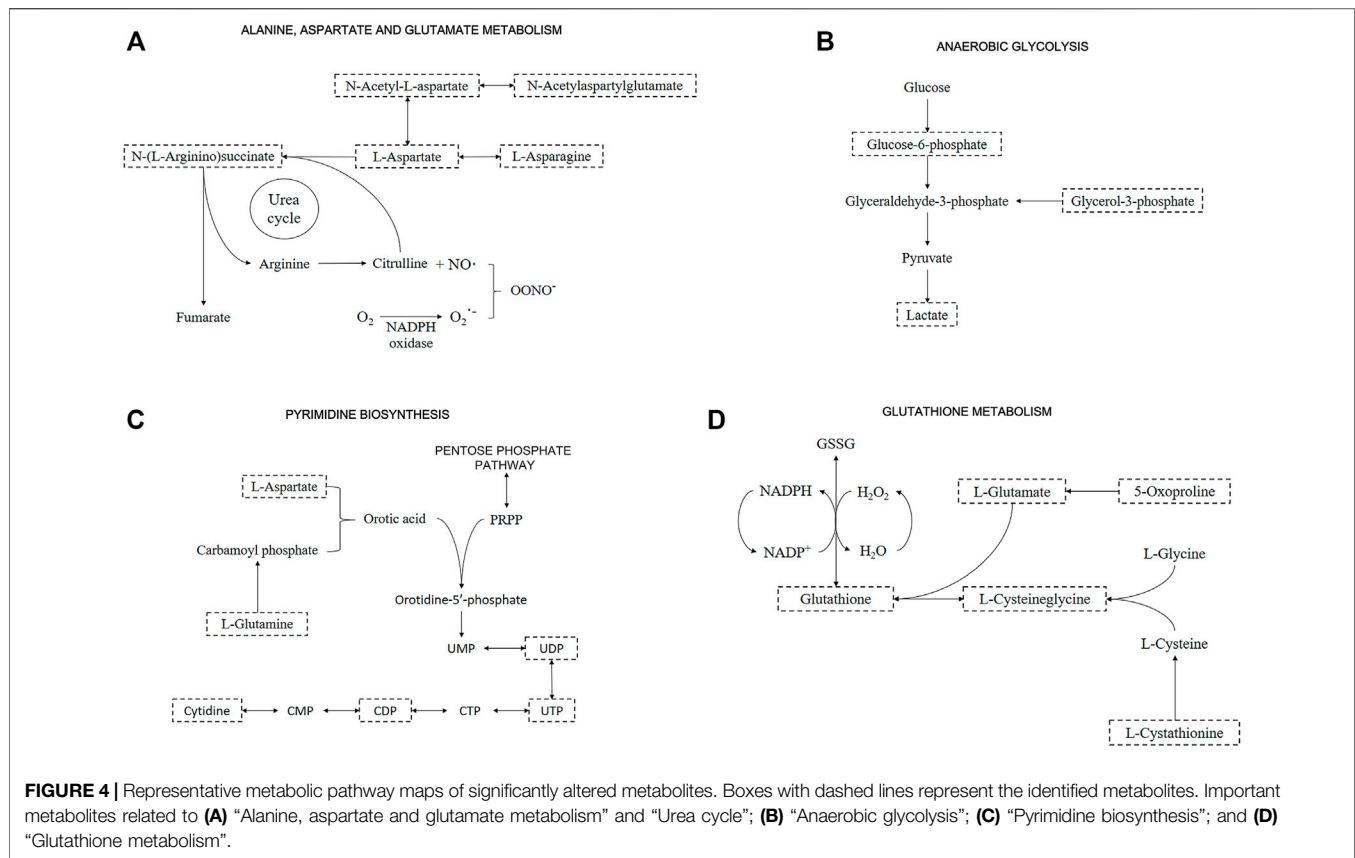 A
ALANINE, ASPARTATE AND GLUTAMATE METABOLISM
N-Acetyl-L-aspartate
N-Acetylaspartylglutamate
N-(L-Arginino)succinate
L-Aspartate
L-Asparagine
Urea
cycle
Arginine
Citrulline + NO·
OONO⁻
Fumarate
O₂
NADPH
oxidase
O₂·⁻
B
ANAEROBIC GLYCOLYSIS
Glucose
Glucose-6-phosphate
Glyceraldehyde-3-phosphate
Glycerol-3-phosphate
Pyruvate
Lactate
C
PYRIMIDINE BIOSYNTHESIS
PENTOSE PHOSPHATE
PATHWAY
L-Aspartate
Orotic acid
PRPP
Carbamoyl phosphate
Orotidine-5′-phosphate
L-Glutamine
UMP
UDP
Cytidine
CMP
CDP
CTP
UTP
D
GLUTATHIONE METABOLISM
GSSG
NADPH
H₂O₂
L-Glutamate
5-Oxoproline
NADP⁺
H₂O
L-Glycine
Glutathione
L-Cysteineglycine
L-Cysteine
L-Cystathionine
FIGURE 4 | Representative metabolic pathway maps of significantly altered metabolites. Boxes with dashed lines represent the identified metabolites. Important
metabolites related to (A) “Alanine, aspartate and glutamate metabolism” and “Urea cycle”; (B) “Anaerobic glycolysis”; (C) “Pyrimidine biosynthesis”; and (D)
“Glutathione metabolism”.